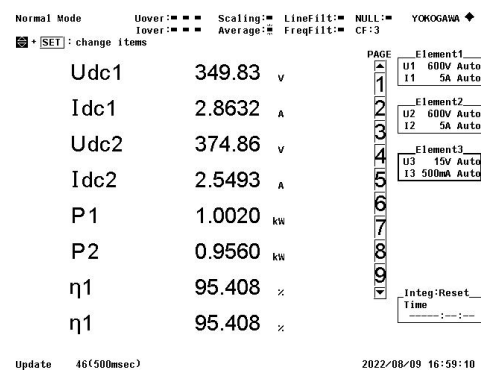 Normal Mode Uover: Scaling: LineFilt: NULL: YOKOGAWA
Iover: Average: FreqFilt: CF:3
+ SET : change items
PAGE
Udc1 349.83 V
Idc1 2.8632 A
Udc2 374.86 V
Idc2 2.5493 A
P1 1.0020 kW
P2 0.9560 kW
η1 95.408 %
η1 95.408 %
1
2
3
4
5
6
7
8
9
Element1
U1 600V Auto
I1 5A Auto
Element2
U2 600V Auto
I2 5A Auto
Element3
U3 15V Auto
I3 500mA Auto
Integ:Reset
Time
-----:--:--
Update 46(500msec) 2022/08/09 16:59:10